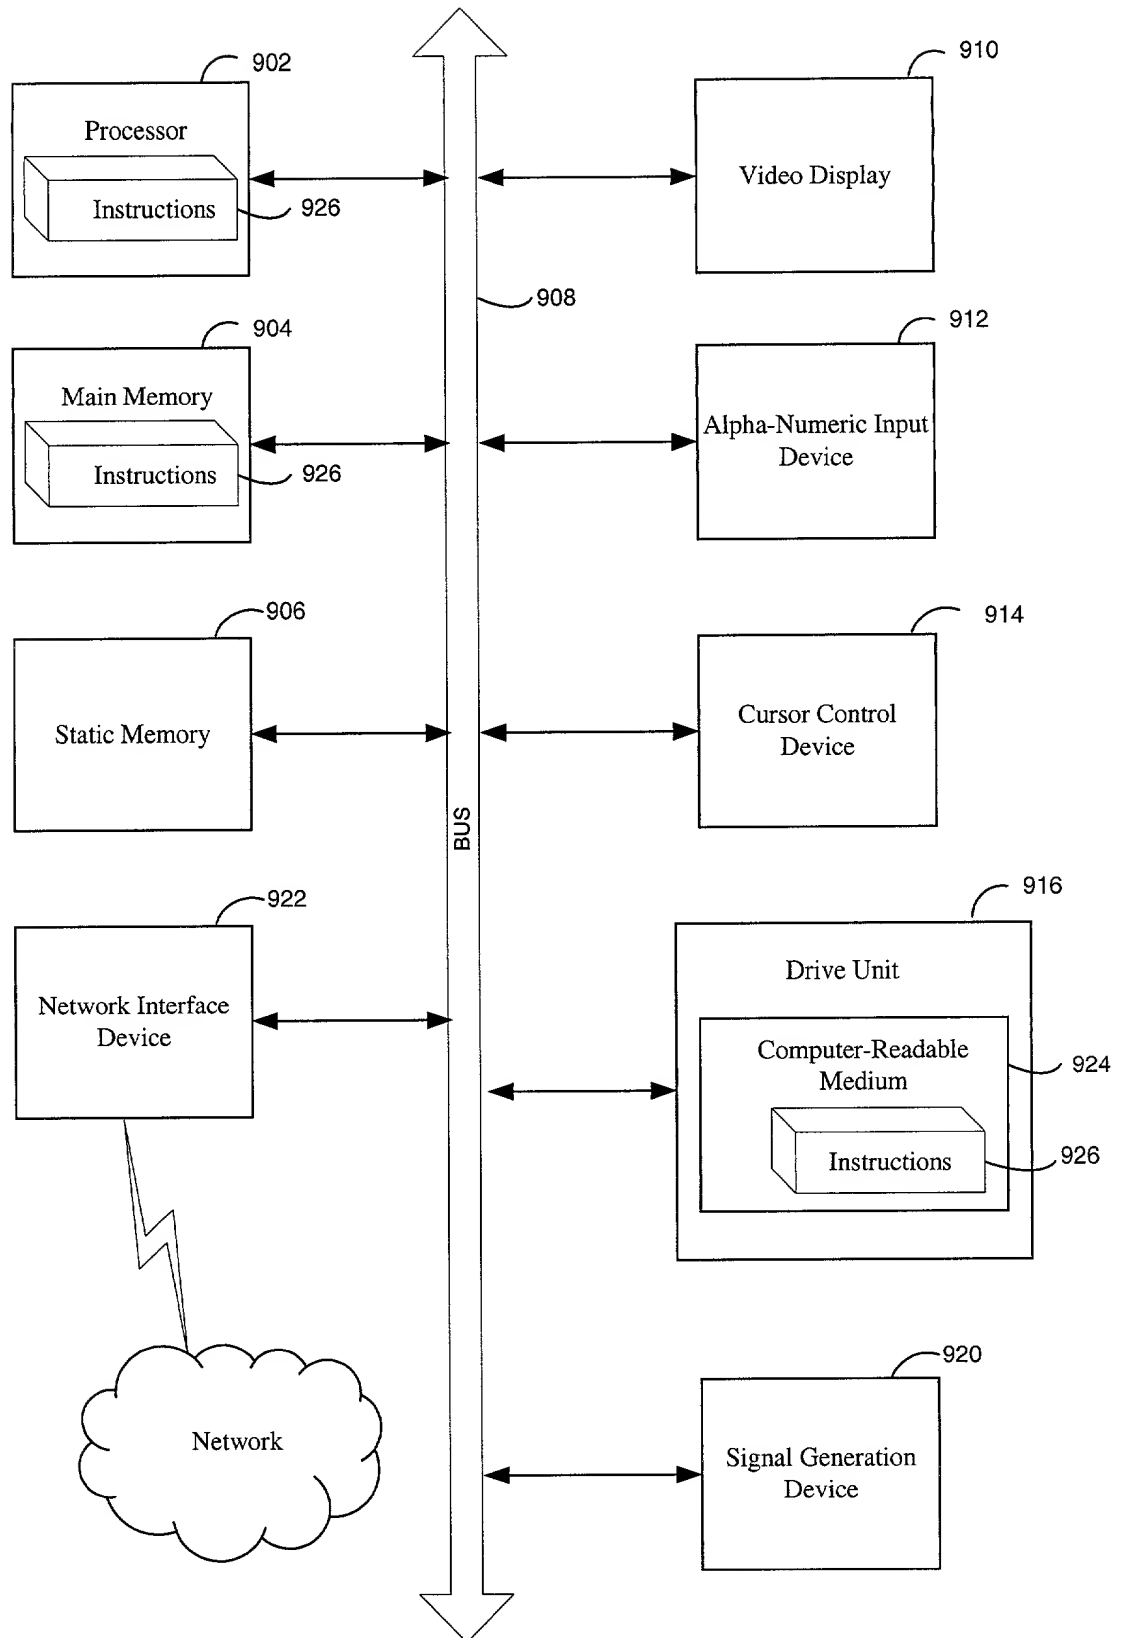 902
Processor
Instructions
926
910
Video Display
908
904
Main Memory
Instructions
926
912
Alpha-Numeric Input
Device
906
Static Memory
914
Cursor Control
Device
BUS
922
Network Interface
Device
916
Drive Unit
Computer-Readable
Medium
924
Instructions
926
Network
920
Signal Generation
Device